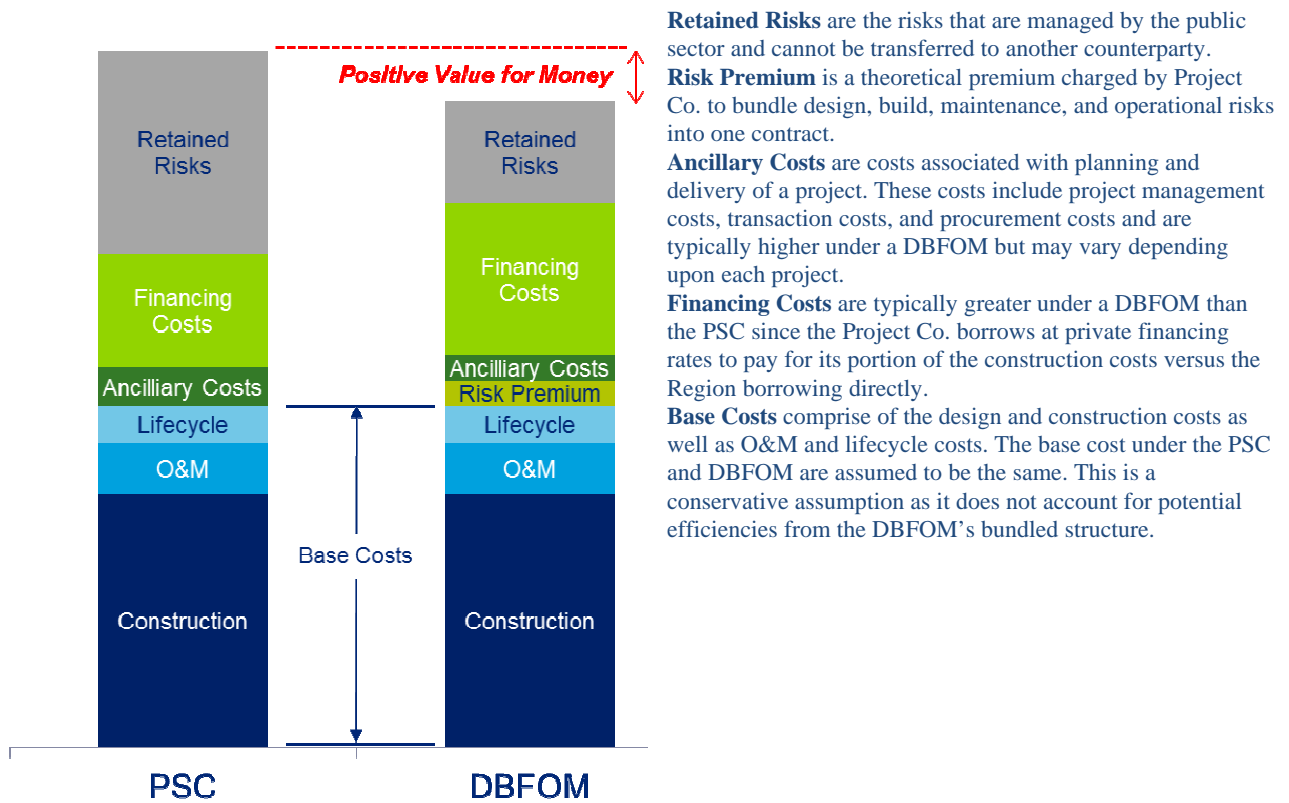 Positive Value for Money
Retained
Risks
Financing
Costs
Ancilliary Costs
Lifecycle
O&M
Construction
PSC
Base Costs
Retained
Risks
Financing
Costs
Ancilliary Costs
Risk Premium
Lifecycle
O&M
Construction
DBFOM
Retained Risks are the risks that are managed by the public
sector and cannot be transferred to another counterparty.
Risk Premium is a theoretical premium charged by Project
Co. to bundle design, build, maintenance, and operational risks
into one contract.
Ancillary Costs are costs associated with planning and
delivery of a project. These costs include project management
costs, transaction costs, and procurement costs and are
typically higher under a DBFOM but may vary depending
upon each project.
Financing Costs are typically greater under a DBFOM than
the PSC since the Project Co. borrows at private financing
rates to pay for its portion of the construction costs versus the
Region borrowing directly.
Base Costs comprise of the design and construction costs as
well as O&M and lifecycle costs. The base cost under the PSC
and DBFOM are assumed to be the same. This is a
conservative assumption as it does not account for potential
efficiencies from the DBFOM’s bundled structure.